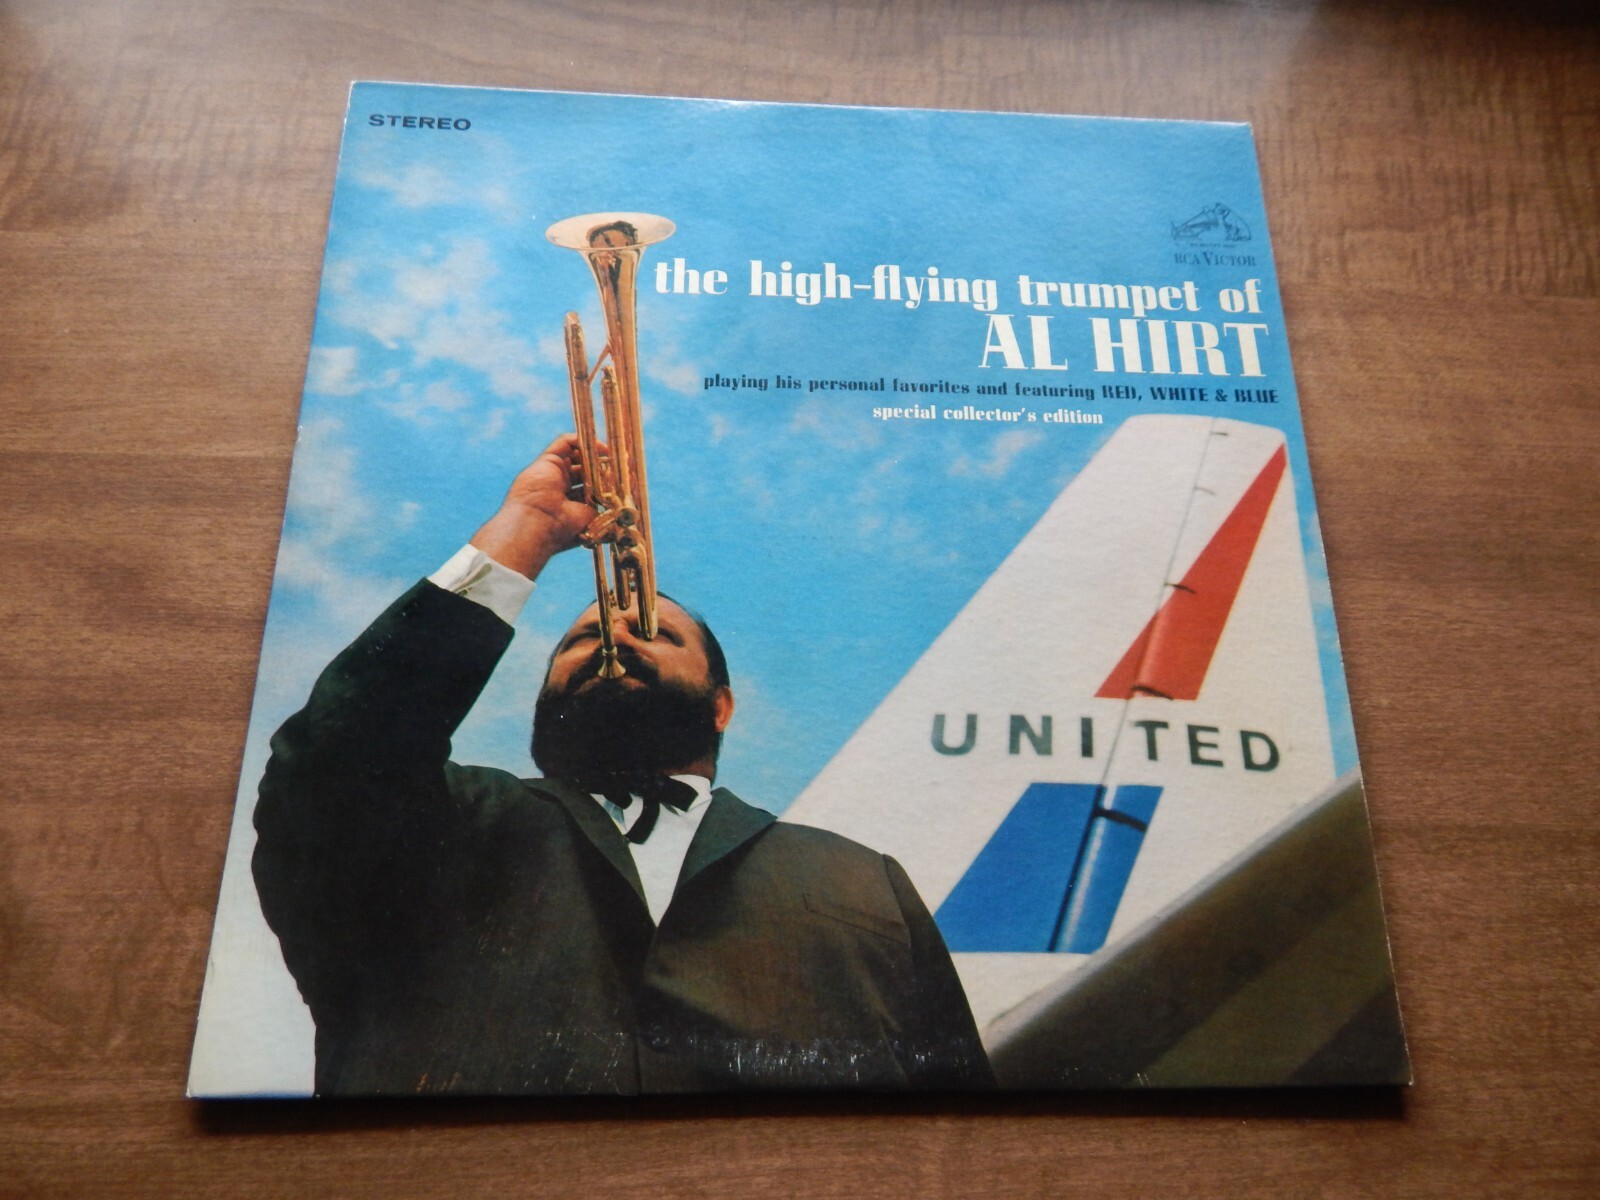 STEREO
RCA VICTOR
the high-flying trumpet of
AL HIRT
playing his personal favorites and featuring RED, WHITE & BLUE
special collector's edition
UNITED